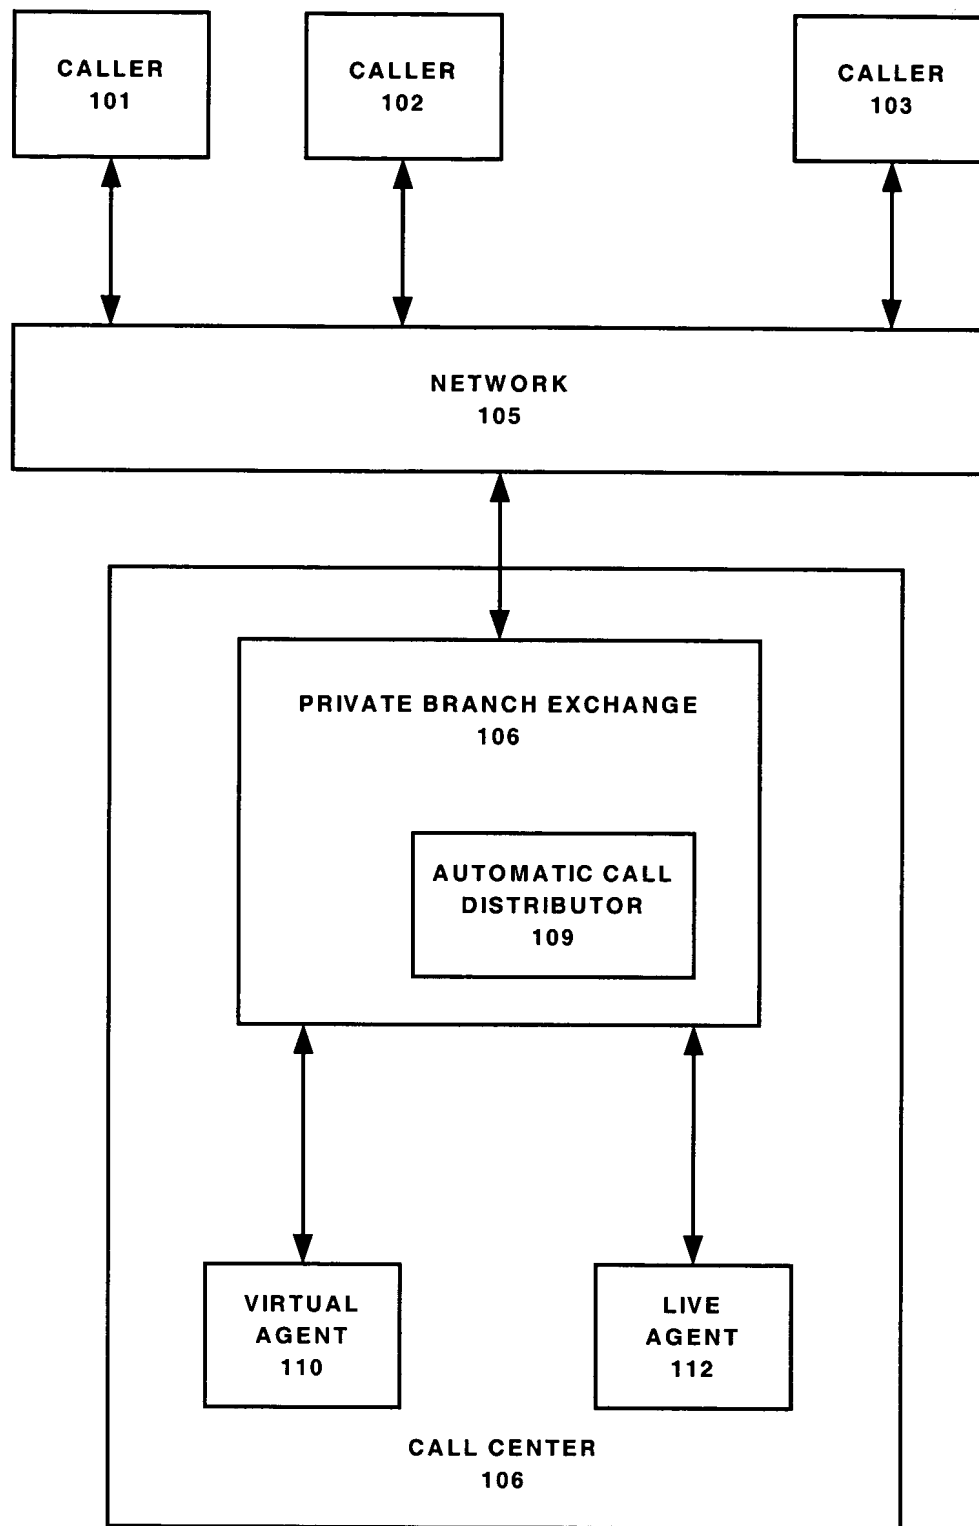 CALLER
101
CALLER
102
CALLER
103
NETWORK
105
PRIVATE BRANCH EXCHANGE
106
AUTOMATIC CALL
DISTRIBUTOR
109
VIRTUAL
AGENT
110
LIVE
AGENT
112
CALL CENTER
106